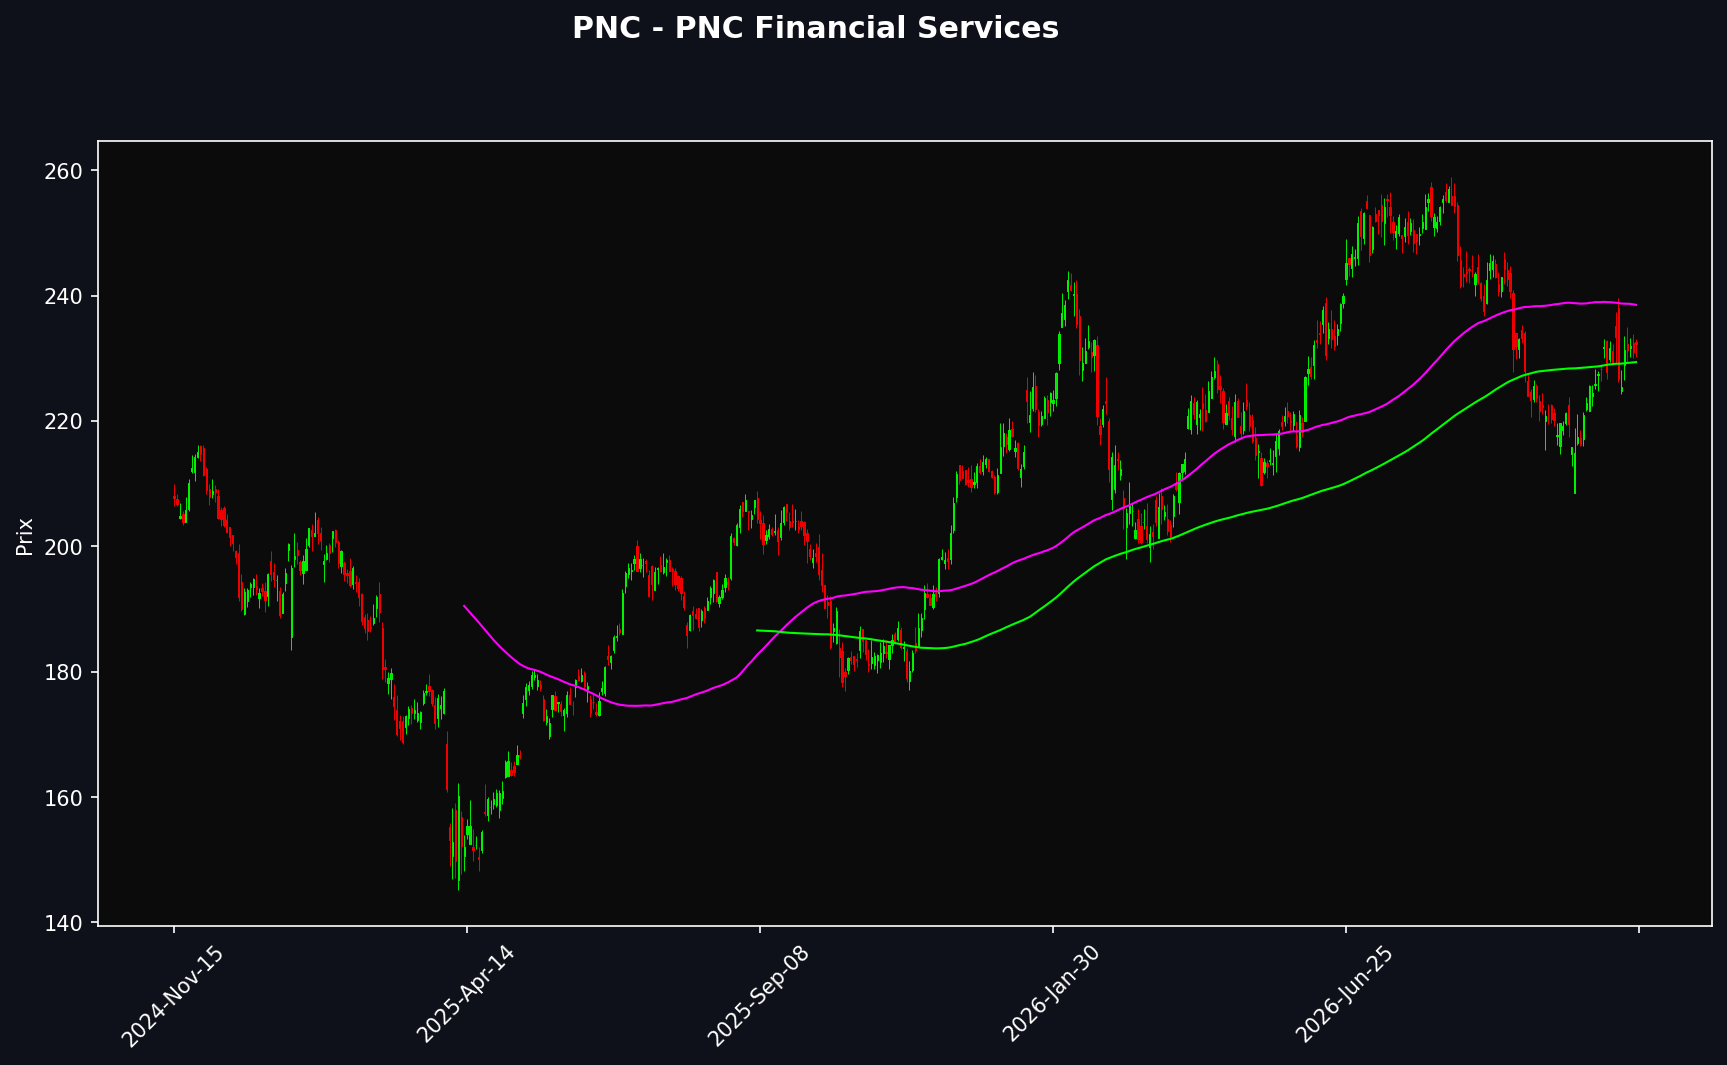 PNC - PNC Financial Services
Prix
260
240
220
200
180
160
140
2024-Nov-15
2025-Apr-14
2025-Sep-08
2026-Jan-30
2026-Jun-25